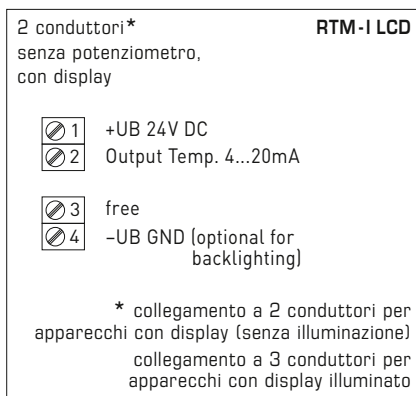 2 conduttori* RTM-I LCD
senza potenziometro,
con display
1 +UB 24V DC
2 Output Temp. 4...20mA
3 free
4 –UB GND (optional for
backlighting)
* collegamento a 2 conduttori per
apparecchi con display (senza illuminazione)
collegamento a 3 conduttori per
apparecchi con display illuminato